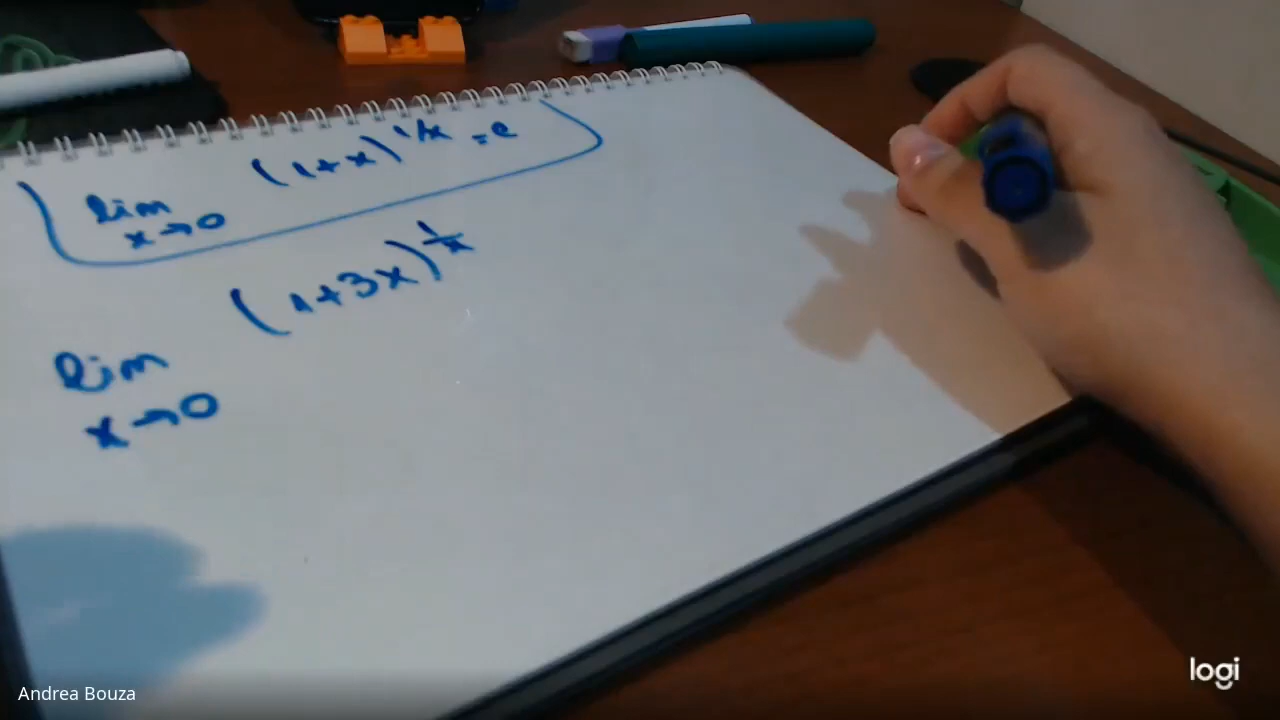 lim x→0 (1+x)^1/x = e
lim x→0 (1+3x)^1/x
logi
Andrea Bouza